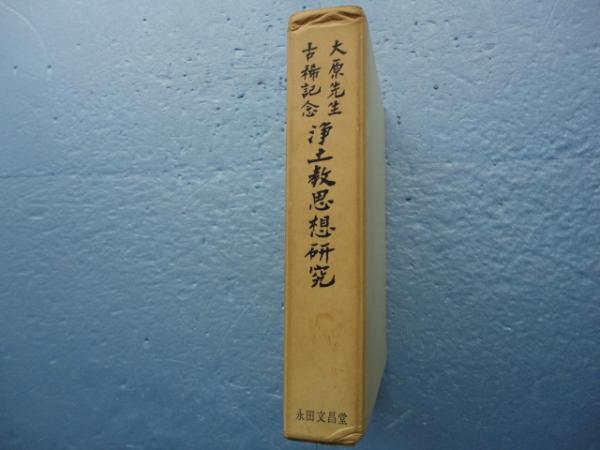 大原先生
古稀記念
浄土教思想研究
永田文昌堂